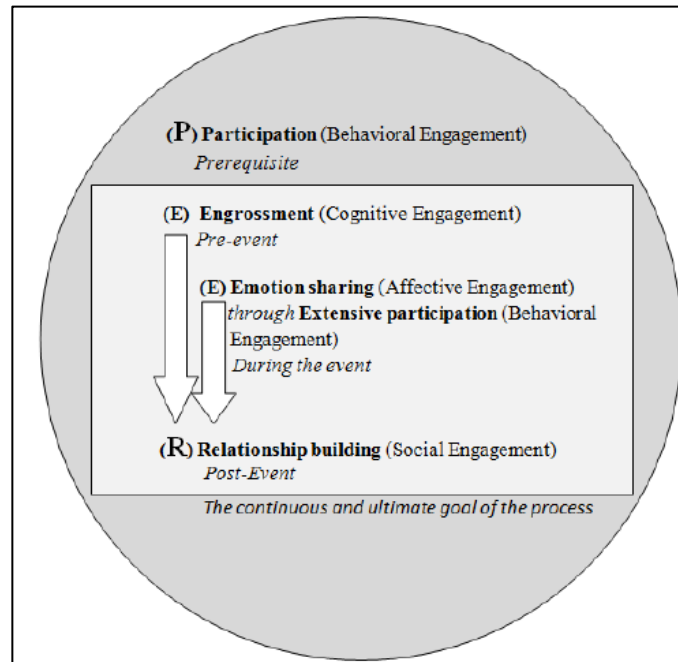 (P) Participation (Behavioral Engagement)
Prerequisite
(E) Engrossment (Cognitive Engagement)
Pre-event
(E) Emotion sharing (Affective Engagement)
through Extensive participation (Behavioral
Engagement)
During the event
(R) Relationship building (Social Engagement)
Post-Event
The continuous and ultimate goal of the process